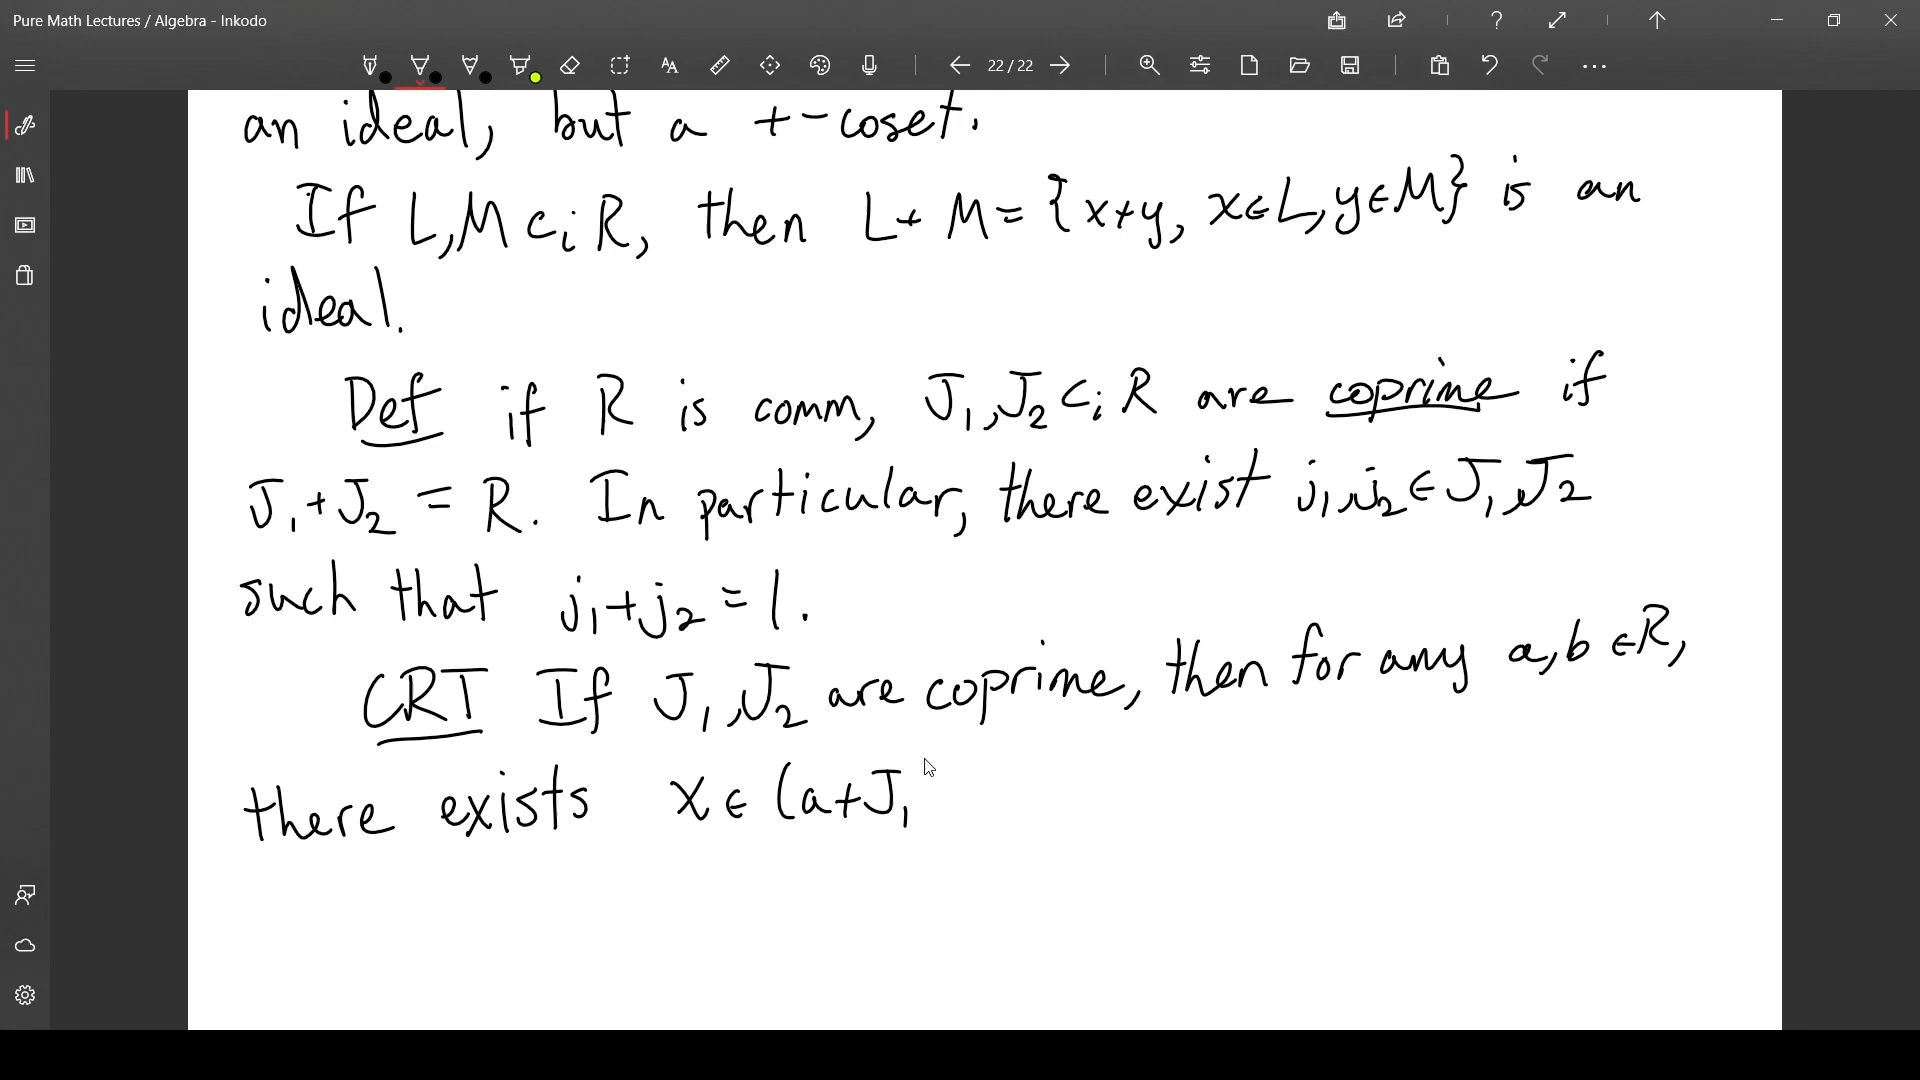 Pure Math Lectures / Algebra - Inkodo
22 / 22
an ideal, but a +-coset.
If L, M ⊂ᵢ R, then L + M = {x+y, x∈L, y∈M} is an
ideal.
Def if R is comm, J₁, J₂ ⊂ᵢ R are coprime if
J₁ + J₂ = R. In particular, there exist j₁, j₂ ∈ J₁, J₂
such that j₁ + j₂ = 1.
CRT If J₁, J₂ are coprime, then for any a, b ∈ R,
there exists x ∈ (a + J₁